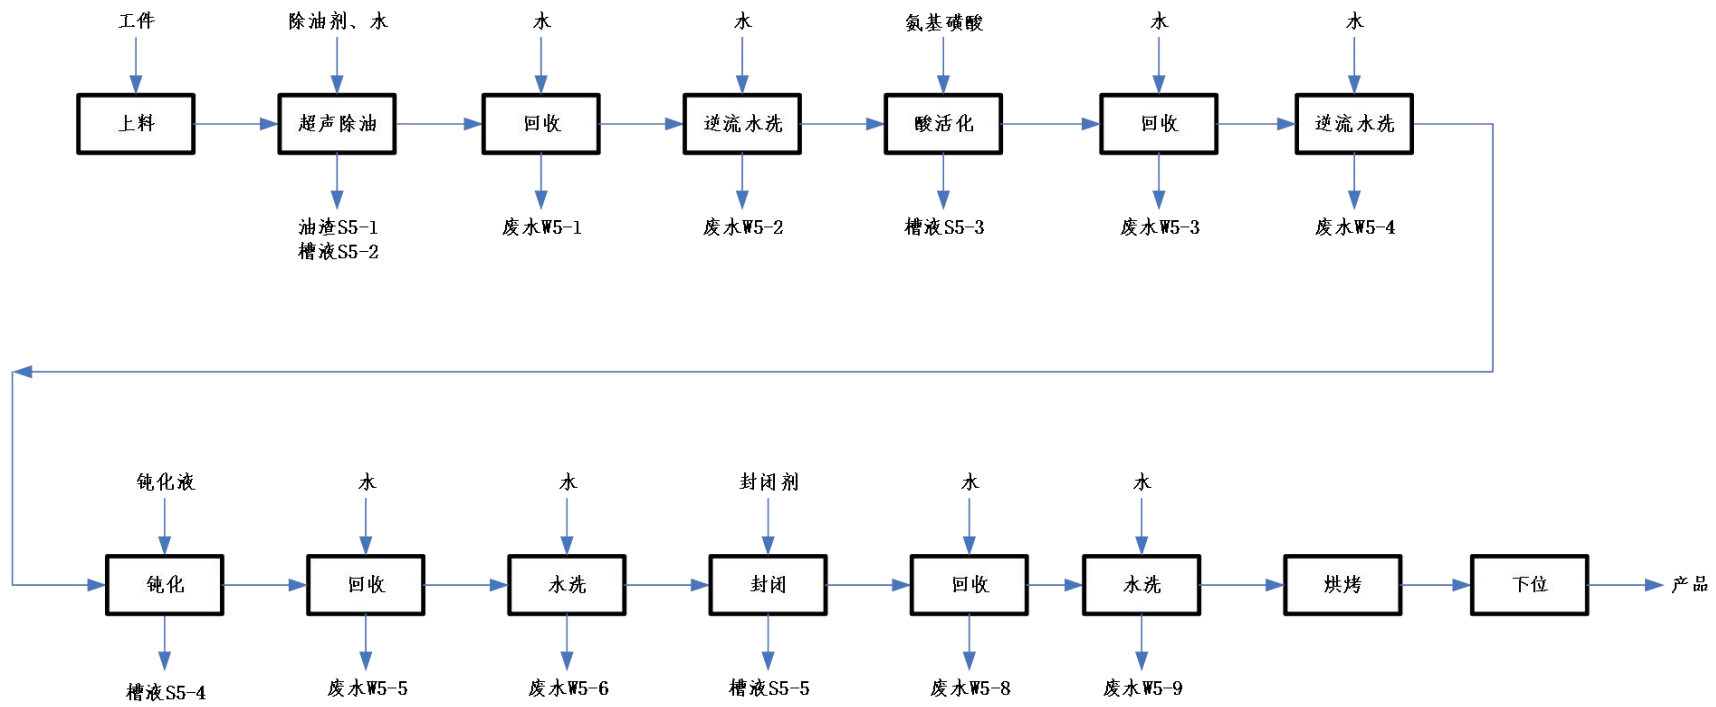 工件
除油剂、水
水
水
氨基磺酸
水
水
上料
超声除油
回收
逆流水洗
酸活化
回收
逆流水洗
油渣S5-1
槽液S5-2
废水W5-1
废水W5-2
槽液S5-3
废水W5-3
废水W5-4
钝化液
水
水
封闭剂
水
水
钝化
回收
水洗
封闭
回收
水洗
烘烤
下位
产品
槽液S5-4
废水W5-5
废水W5-6
槽液S5-5
废水W5-8
废水W5-9